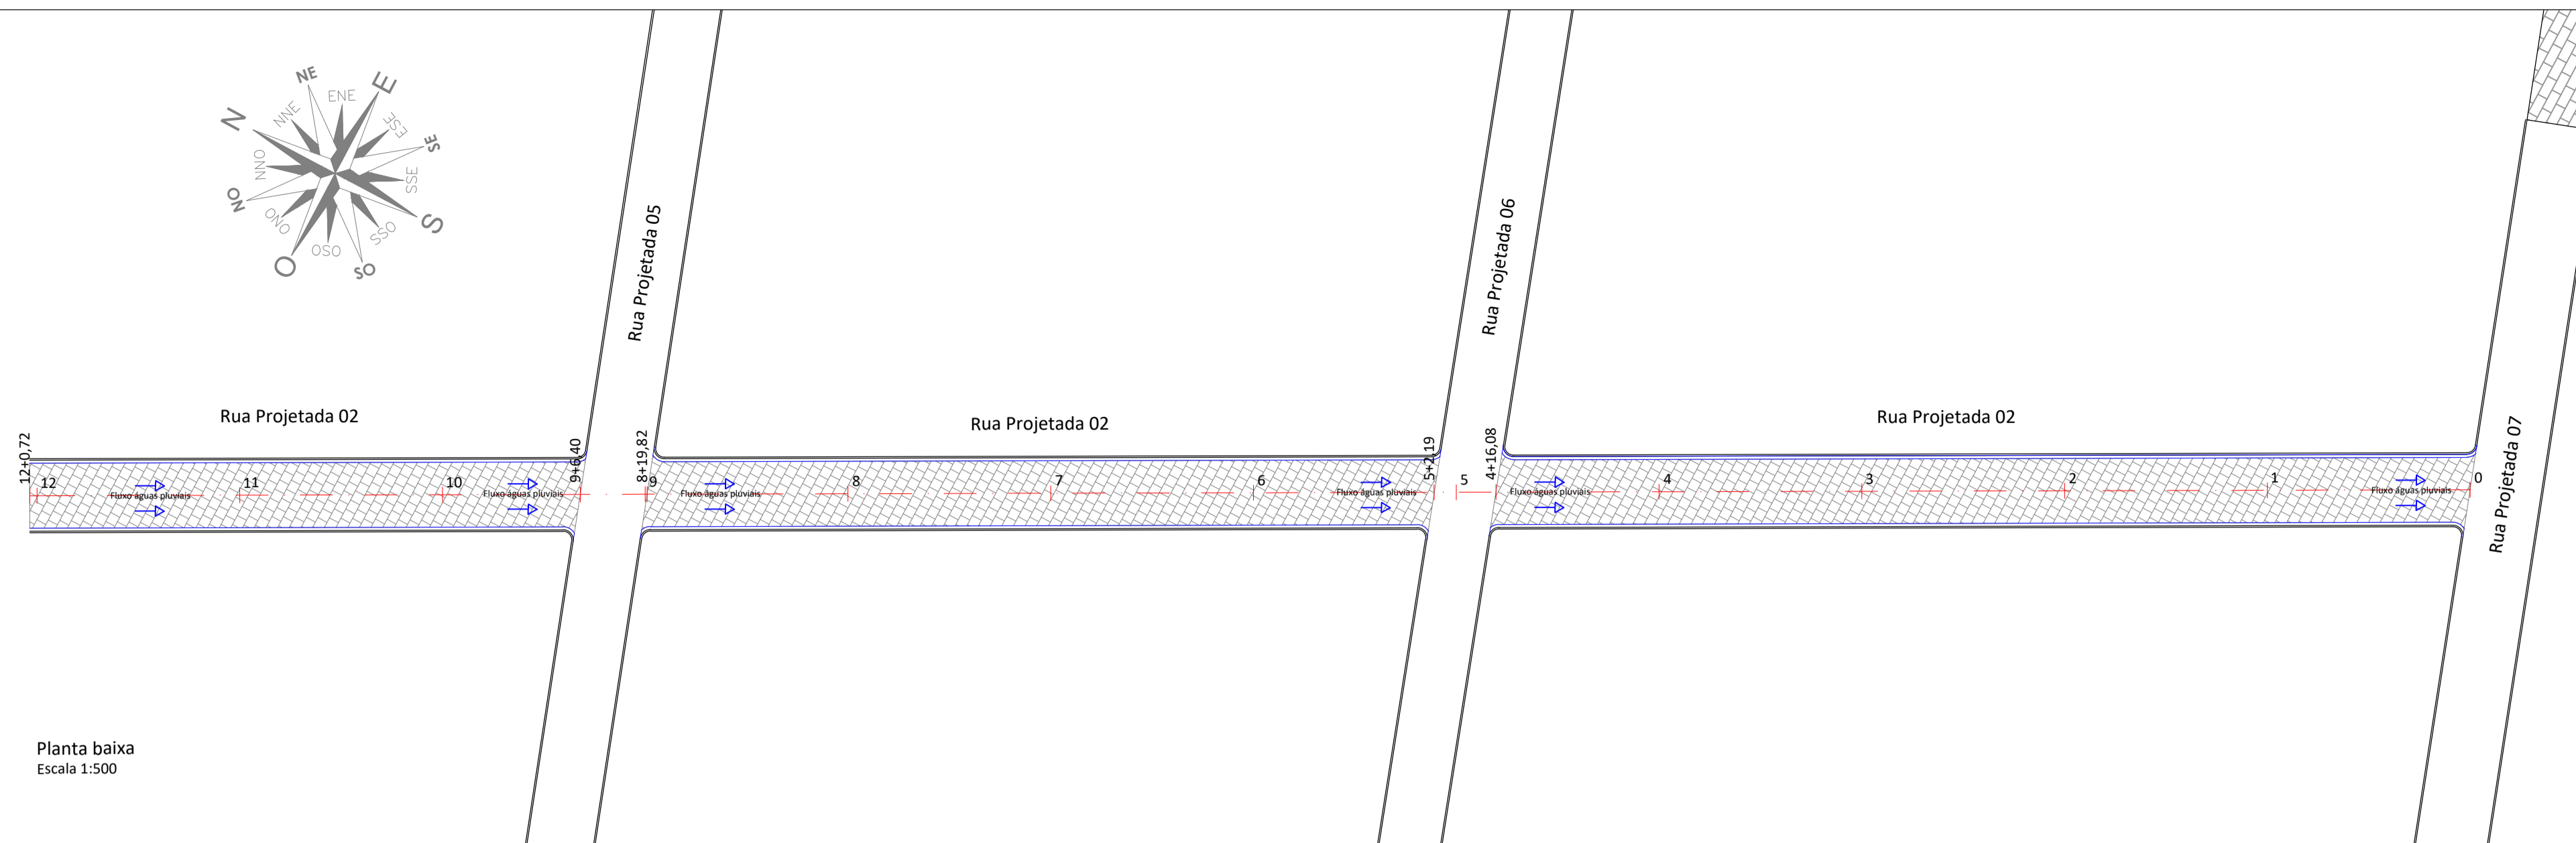 N
NNE
NE
ENE
E
ESE
SE
SSE
S
SSO
SO
OSO
O
ONO
NO
NNO
Rua Projetada 05
Rua Projetada 06
Rua Projetada 07
Rua Projetada 02
Rua Projetada 02
Rua Projetada 02
12+0,72
9+6,40
8+19,82
5+2,19
4+16,08
12
11
10
9
8
7
6
5
4
3
2
1
0
Fluxo águas pluviais
Fluxo águas pluviais
Fluxo águas pluviais
Fluxo águas pluviais
Fluxo águas pluviais
Fluxo águas pluviais
Planta baixa
Escala 1:500